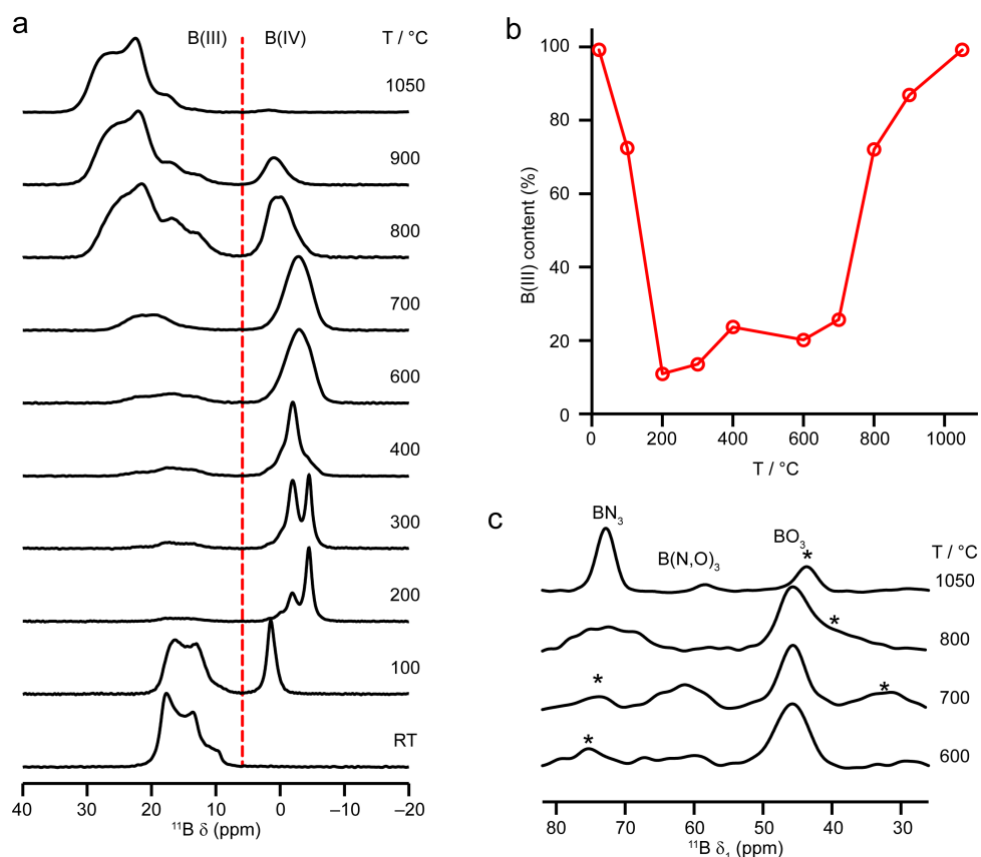 a
B(III) B(IV) T / °C
1050
900
800
700
600
400
300
200
100
RT
40 30 20 10 0 –10 –20
¹¹B δ (ppm)
b
100
80
60
40
20
0
B(III) content (%)
0 200 400 600 800 1000
T / °C
c
BN₃
B(N,O)₃
BO₃
*
T / °C
1050
* 800
* * 700
* 600
80 70 60 50 40 30
¹¹B δ₁ (ppm)